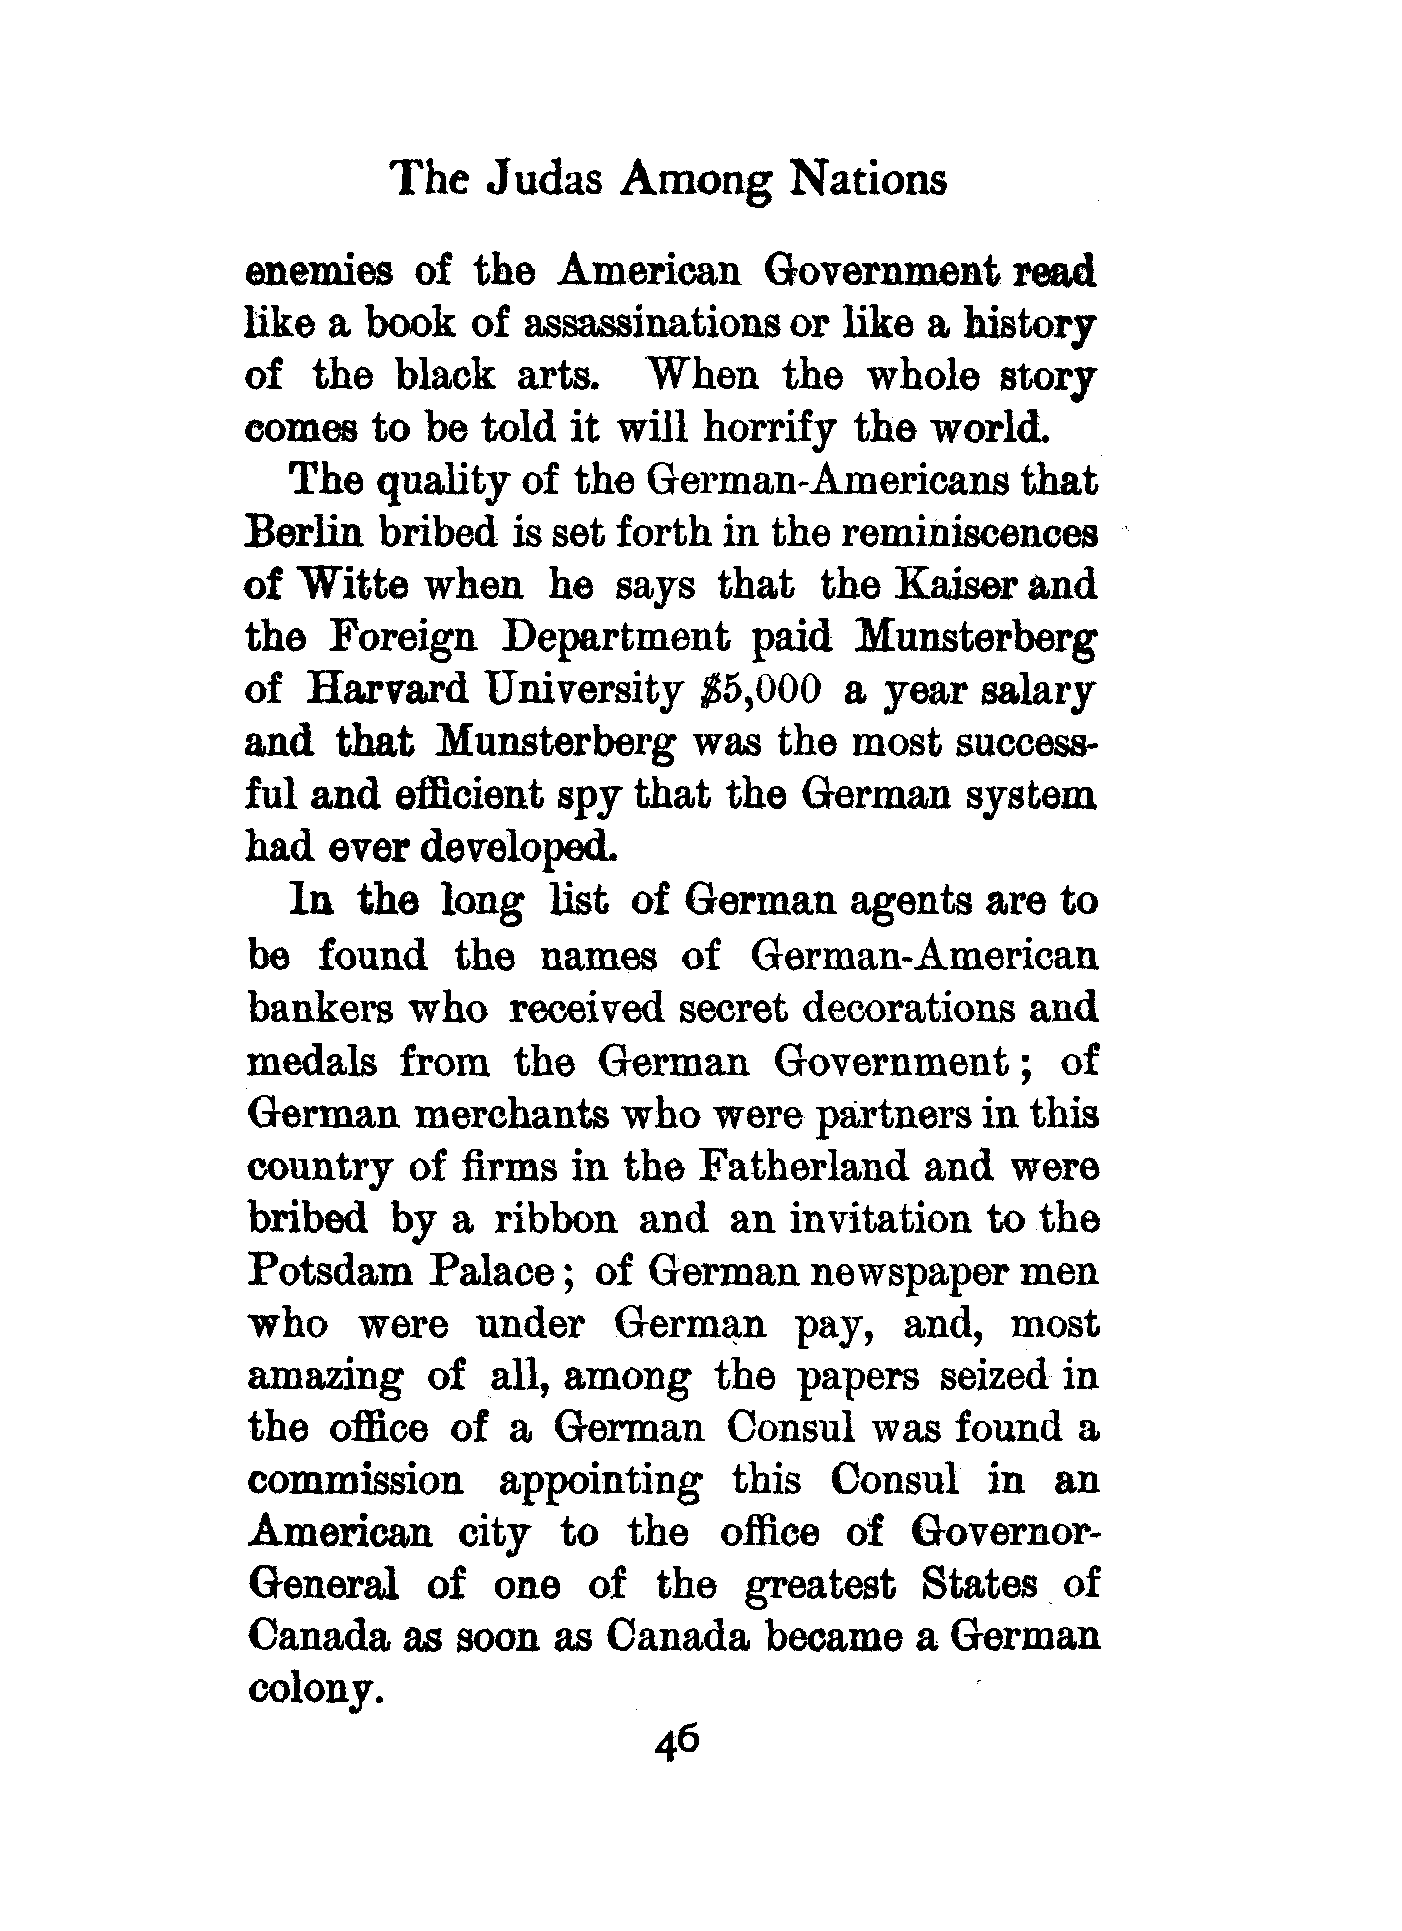 The Judas Among Nations
enemies of the American Government read
like a book of assassinations or like a history
of the black arts. When the whole story
comes to be told it will horrify the world.
The quality of the German-Americans that
Berlin bribed is set forth in the reminiscences
of Witte when he says that the Kaiser and
the Foreign Department paid Munsterberg
of Harvard University $5,000 a year salary
and that Munsterberg was the most success-
ful and efficient spy that the German system
had ever developed.
In the long list of German agents are to
be found the names of German-American
bankers who received secret decorations and
medals from the German Government; of
German merchants who were partners in this
country of firms in the Fatherland and were
bribed by a ribbon and an invitation to the
Potsdam Palace; of German newspaper men
who were under German pay, and, most
amazing of all, among the papers seized in
the office of a German Consul was found a
commission appointing this Consul in an
American city to the office of Governor-
General of one of the greatest States of
Canada as soon as Canada became a German
colony.
46